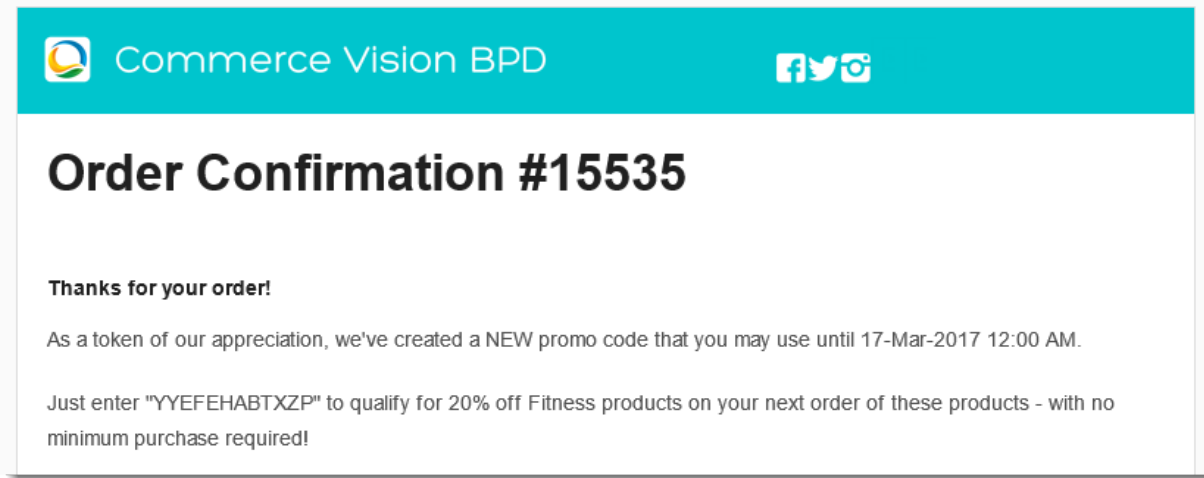 Commerce Vision BPD
Order Confirmation #15535
Thanks for your order!
As a token of our appreciation, we've created a NEW promo code that you may use until 17-Mar-2017 12:00 AM.
Just enter "YYEFEHABTXZP" to qualify for 20% off Fitness products on your next order of these products - with no
minimum purchase required!